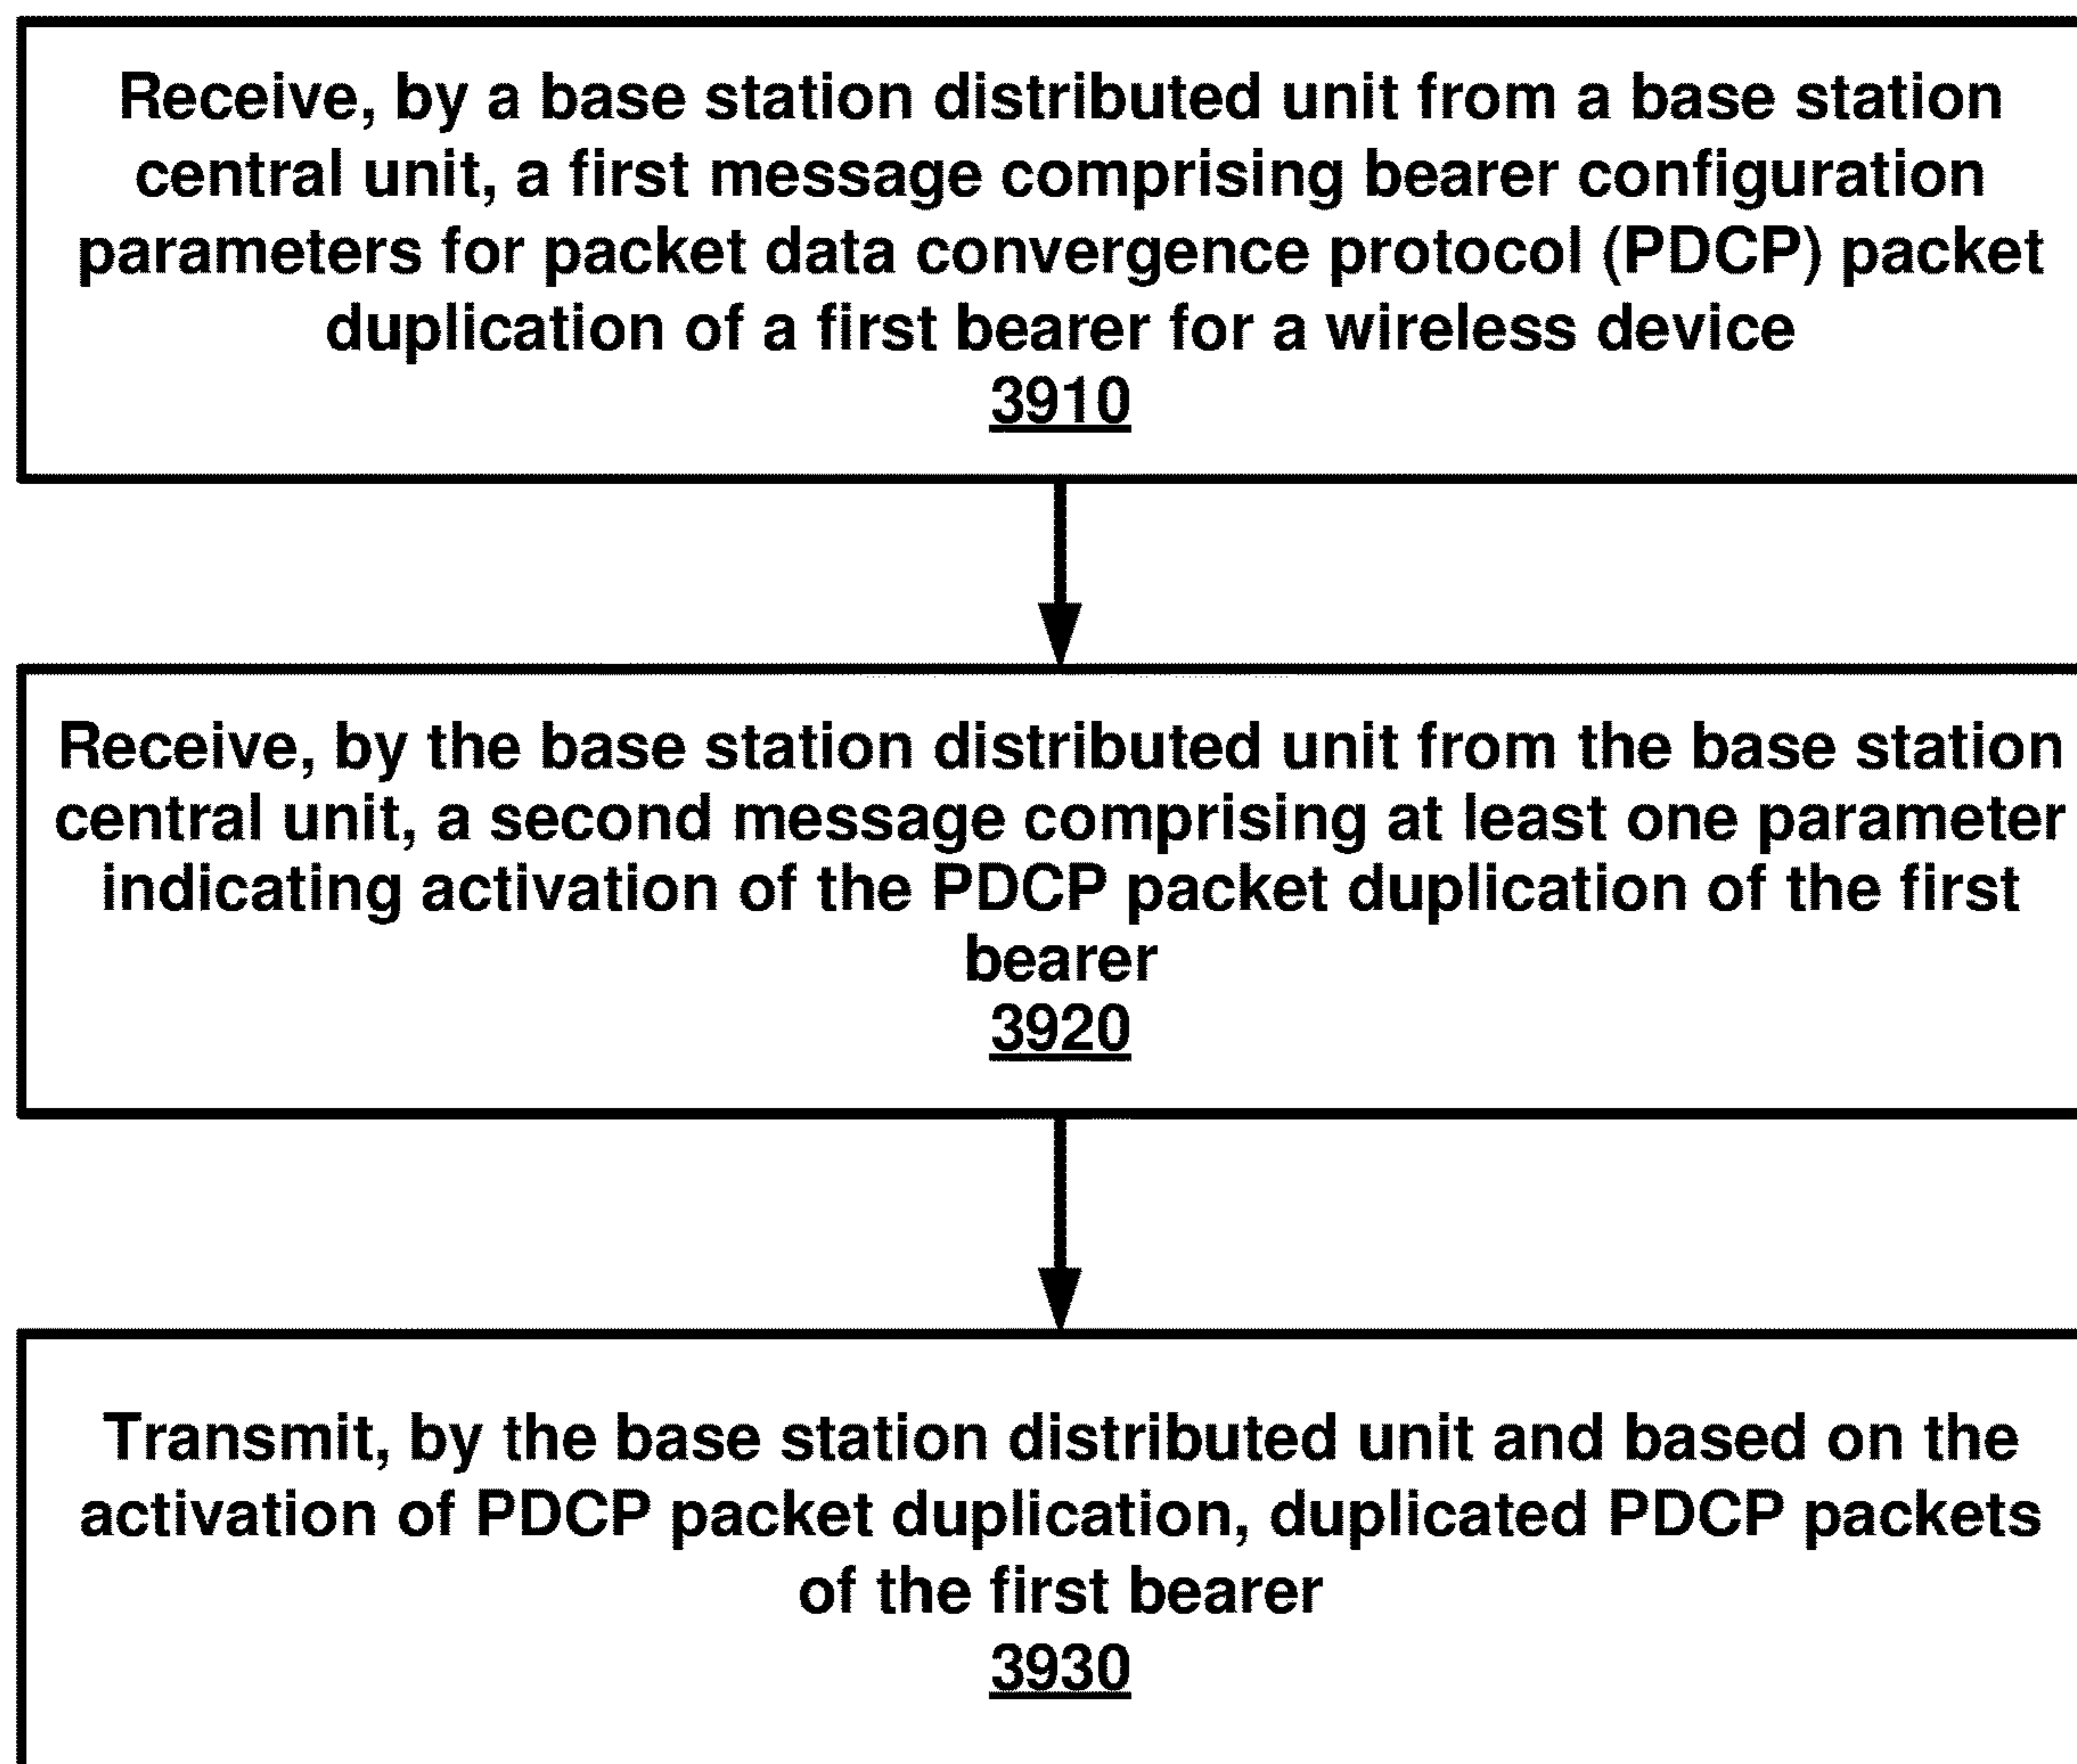 Receive, by a base station distributed unit from a base station
central unit, a first message comprising bearer configuration
parameters for packet data convergence protocol (PDCP) packet
duplication of a first bearer for a wireless device
3910
Receive, by the base station distributed unit from the base station
central unit, a second message comprising at least one parameter
indicating activation of the PDCP packet duplication of the first
bearer
3920
Transmit, by the base station distributed unit and based on the
activation of PDCP packet duplication, duplicated PDCP packets
of the first bearer
3930